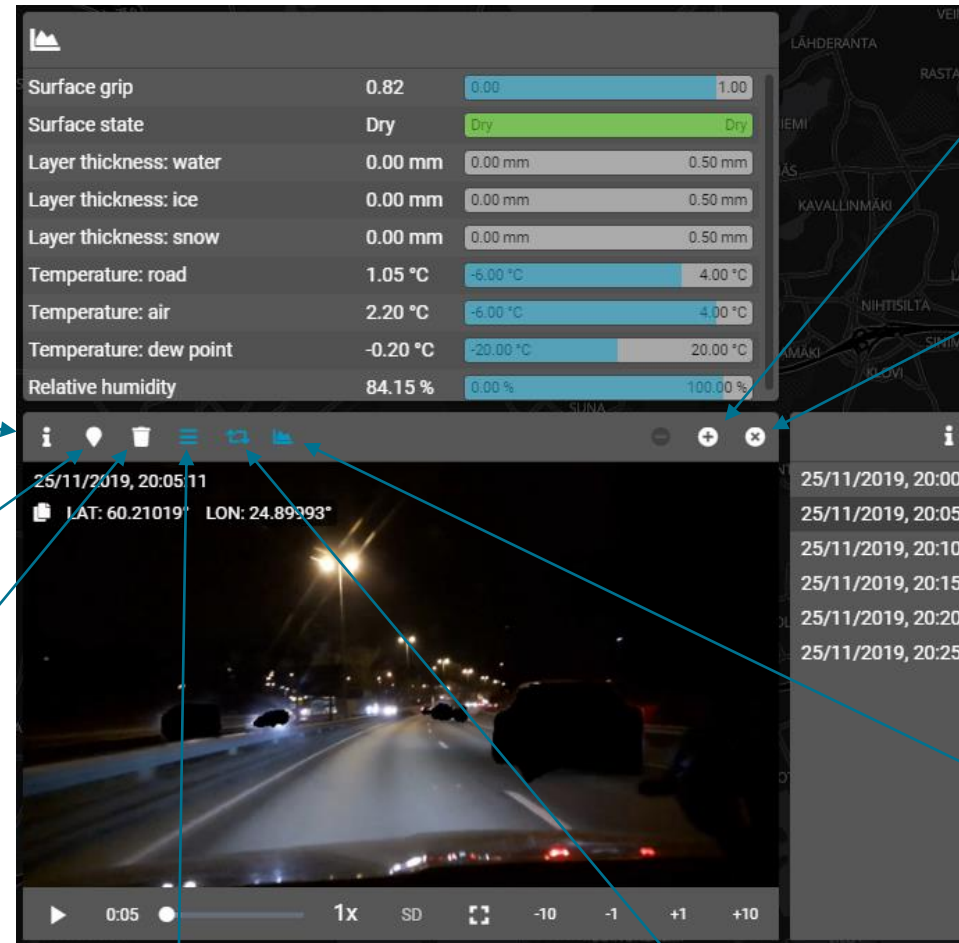 Surface grip 0.82 0.00 1.00
Surface state Dry Dry Dry
Layer thickness: water 0.00 mm 0.00 mm 0.50 mm
Layer thickness: ice 0.00 mm 0.00 mm 0.50 mm
Layer thickness: snow 0.00 mm 0.00 mm 0.50 mm
Temperature: road 1.05 °C -6.00 °C 4.00 °C
Temperature: air 2.20 °C -6.00 °C 4.00 °C
Temperature: dew point -0.20 °C -20.00 °C 20.00 °C
Relative humidity 84.15 % 0.00 % 100.00 %
LÄHDERANTA
RASTA
KAVALLINMÄKI
NIHTISILTA
KLOVI
25/11/2019, 20:05:11
LAT: 60.21019° LON: 24.89993°
0:05 1x SD -10 -1 +1 +10
25/11/2019, 20:00
25/11/2019, 20:05
25/11/2019, 20:10
25/11/2019, 20:15
25/11/2019, 20:20
25/11/2019, 20:25